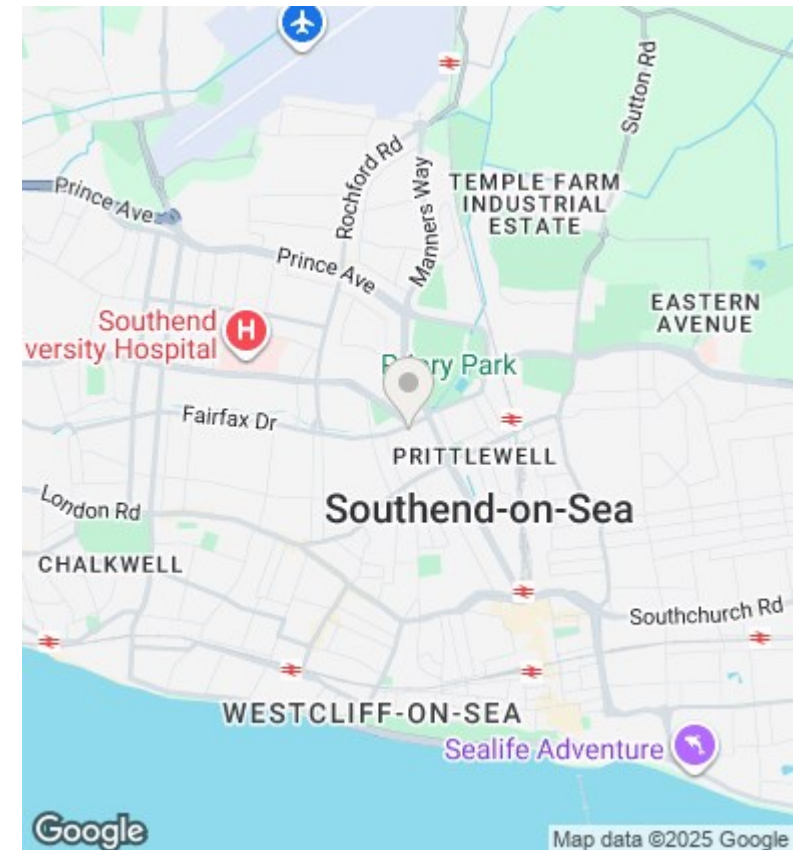 Sutton Rd
Rochford Rd
Manners Way
TEMPLE FARM
INDUSTRIAL
ESTATE
Prince Ave
Prince Ave
EASTERN
AVENUE
Southend
versity Hospital
H
Park
Fairfax Dr
PRITTLEWELL
London Rd
Southend-on-Sea
CHALKWELL
Southchurch Rd
WESTCLIFF-ON-SEA
Sealife Adventure
Google
Map data ©2025 Google